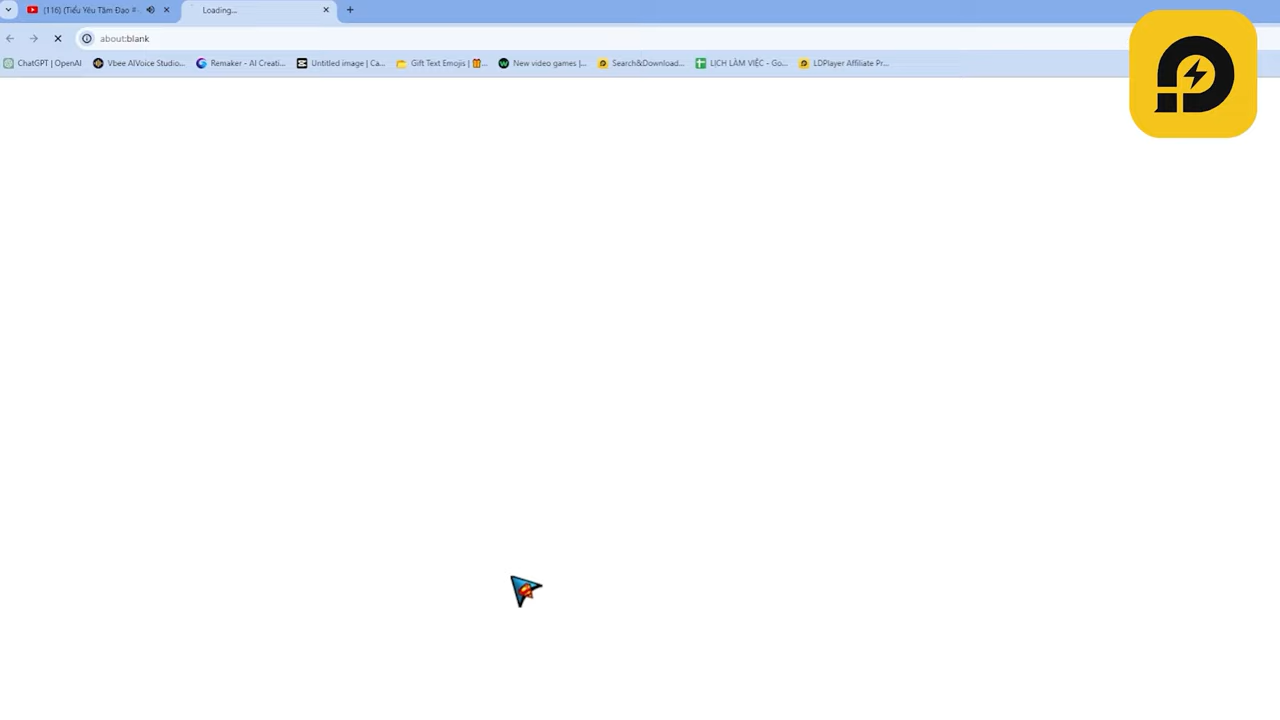 (116) (Tiểu Yêu Tầm Đạo #
Loading...
about:blank
ChatGPT | OpenAI
Vbee AIVoice Studio...
Remaker - AI Creati...
Untitled image | Ca...
Gift Text Emojis | 🎁...
New video games |...
Search&Download...
LỊCH LÀM VIỆC - Go...
LDPlayer Affiliate Pr...